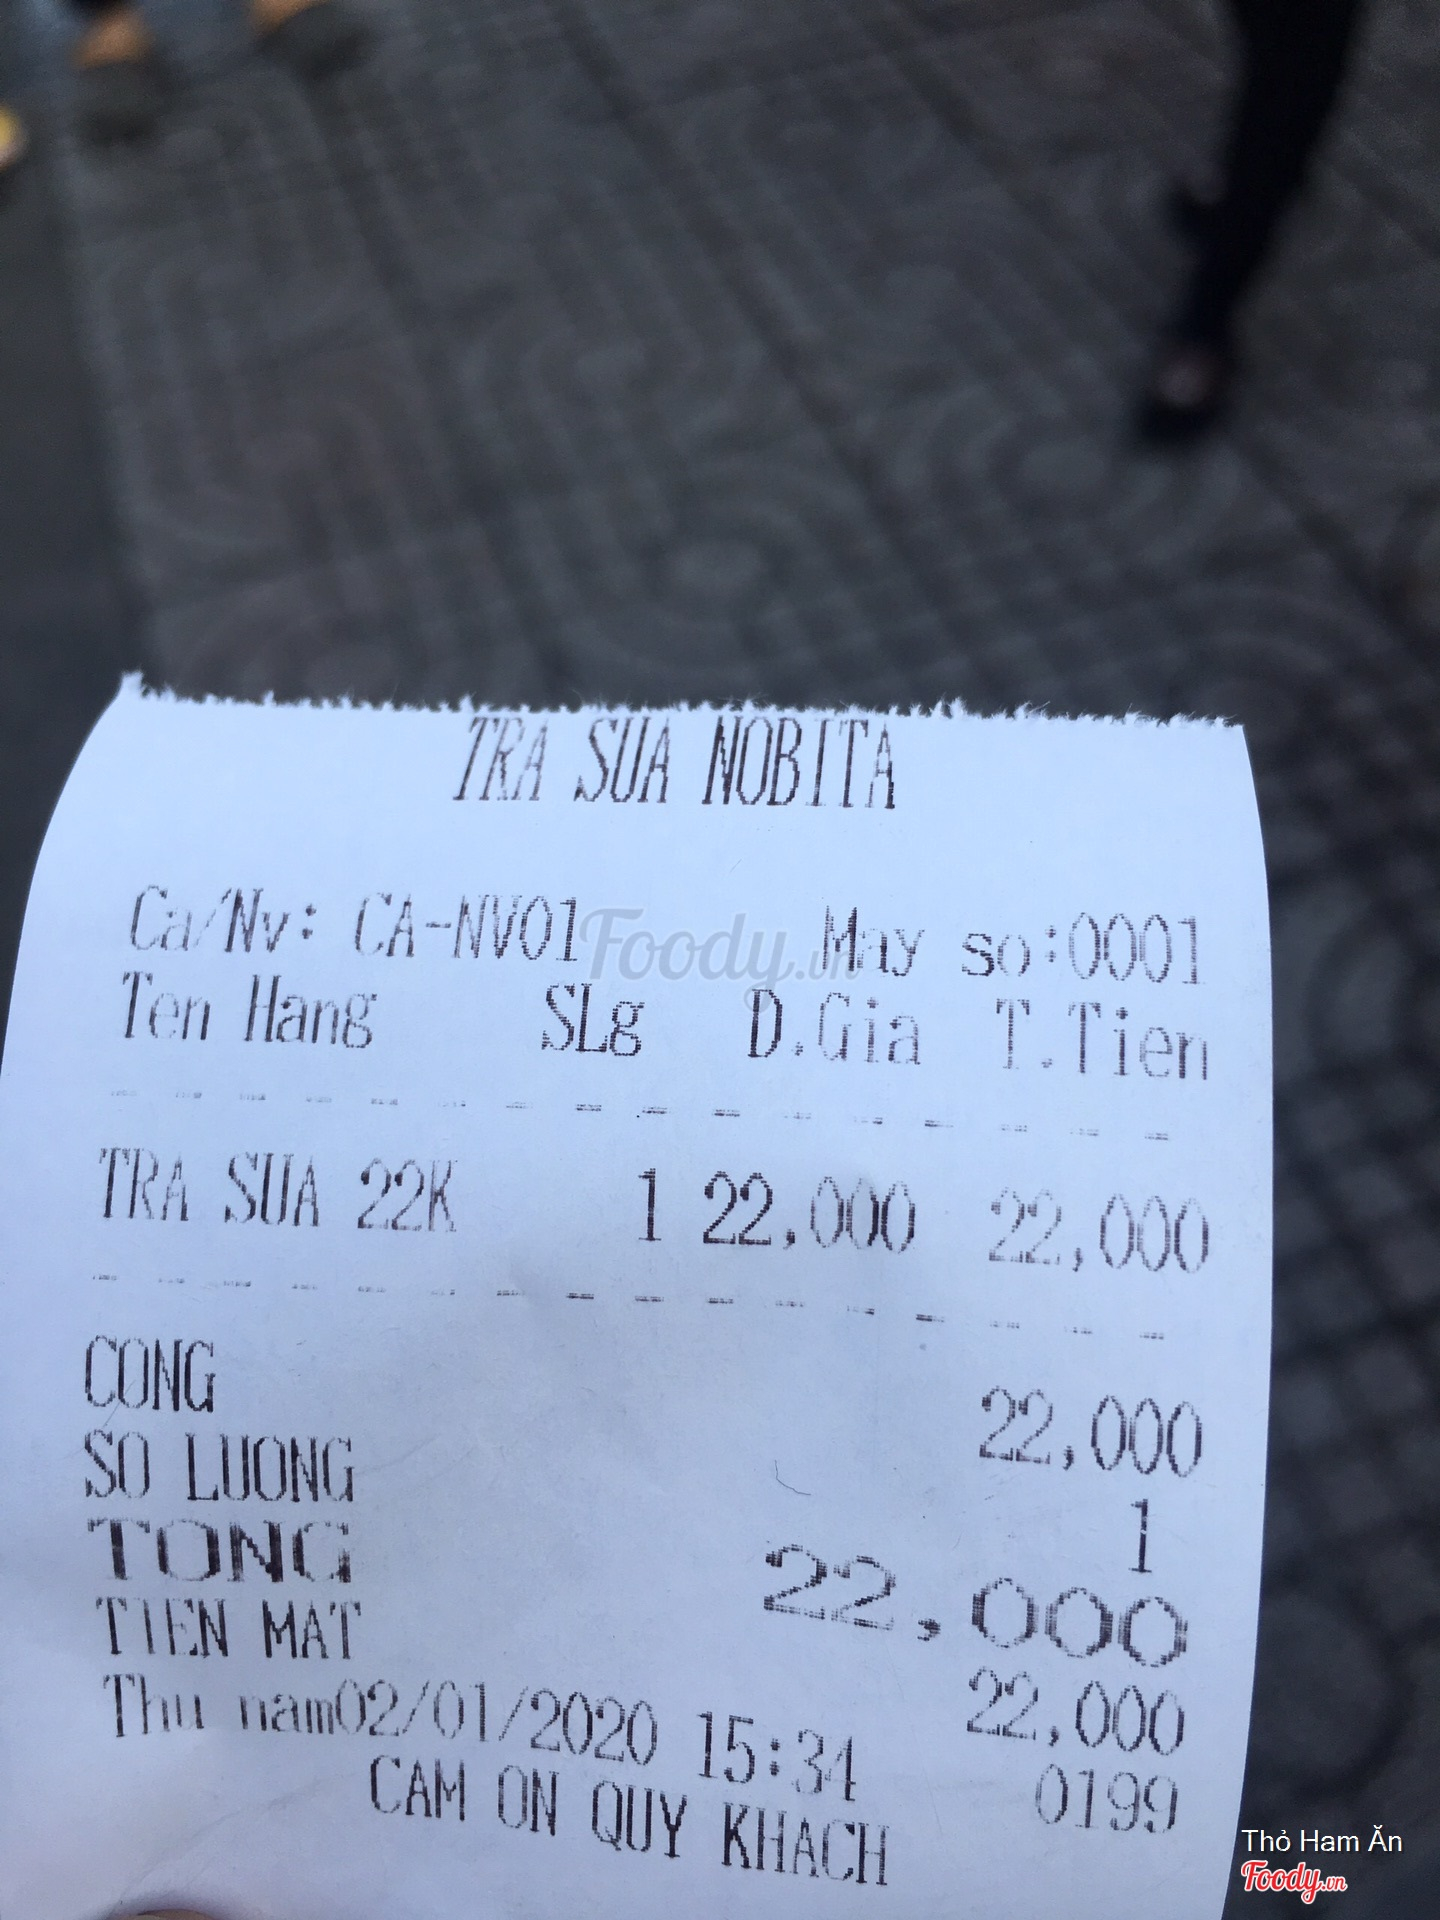 TRA SUA NOBITA
Ca/Nv: CA-NV01 May so:0001
Ten Hang SLg D.Gia T.Tien
TRA SUA 22K 1 22,000 22,000
CONG 22,000
SO LUONG 1
TONG 22,000
TIEN MAT 22,000
Thu nam02/01/2020 15:34 0199
CAM ON QUY KHACH
Foody.vn
Thỏ Ham Ăn
Foody.vn